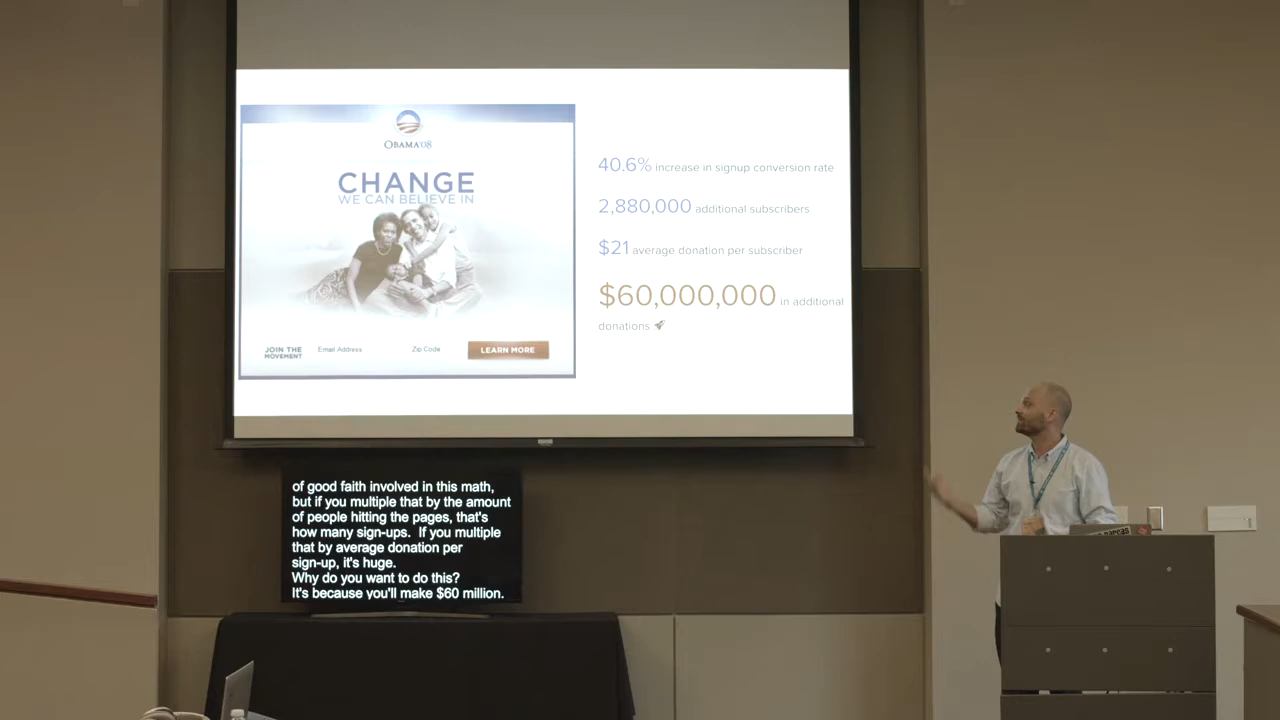 OBAMA'08
CHANGE
WE CAN BELIEVE IN
JOIN THE
MOVEMENT
Email Address
Zip Code
LEARN MORE
40.6% increase in signup conversion rate
2,880,000 additional subscribers
$21 average donation per subscriber
$60,000,000 in additional
donations
of good faith involved in this math,
but if you multiple that by the amount
of people hitting the pages, that's
how many sign-ups. If you multiple
that by average donation per
sign-up, it's huge.
Why do you want to do this?
It's because you'll make $60 million.